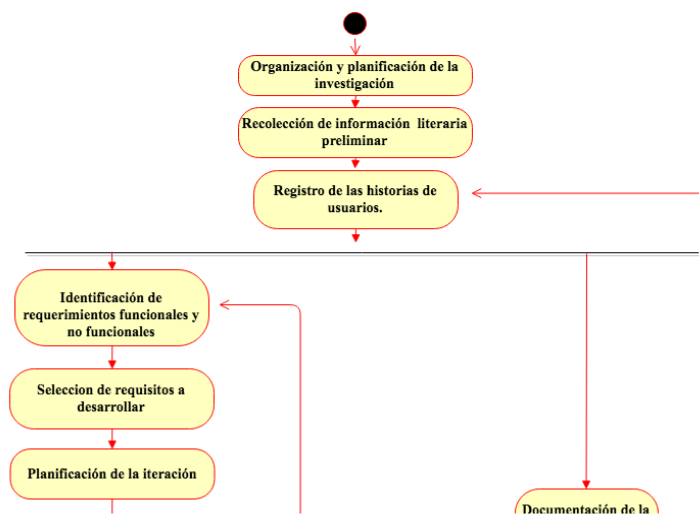 Organización y planificación de la
investigación
Recolección de información literaria
preliminar
Registro de las historias de
usuarios.
Identificación de
requerimientos funcionales y
no funcionales
Seleccion de requisitos a
desarrollar
Planificación de la iteración
Documentación de la